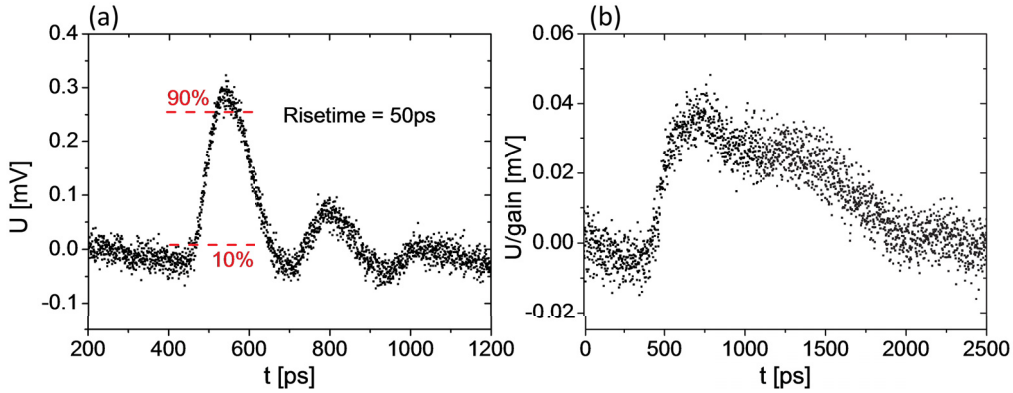 (a)
0.4
0.3
0.2
0.1
0.0
-0.1
U [mV]
90%
Risetime = 50ps
10%
200 400 600 800 1000 1200
t [ps]
(b)
0.06
0.04
0.02
0.00
-0.02
U/gain [mV]
0 500 750 1000 1500 2000 2500
t [ps]